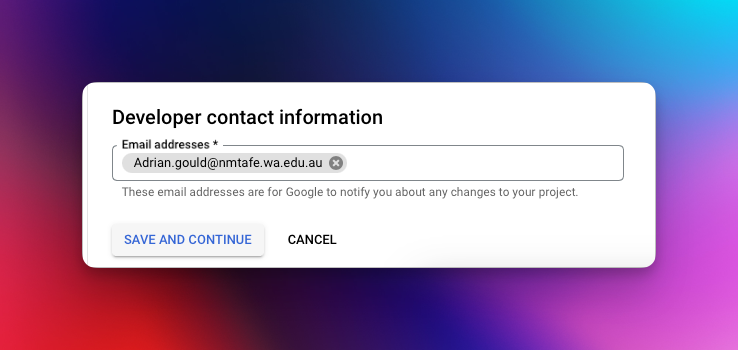 Developer contact information
Email addresses *
Adrian.gould@nmtafe.wa.edu.au
These email addresses are for Google to notify you about any changes to your project.
SAVE AND CONTINUE CANCEL